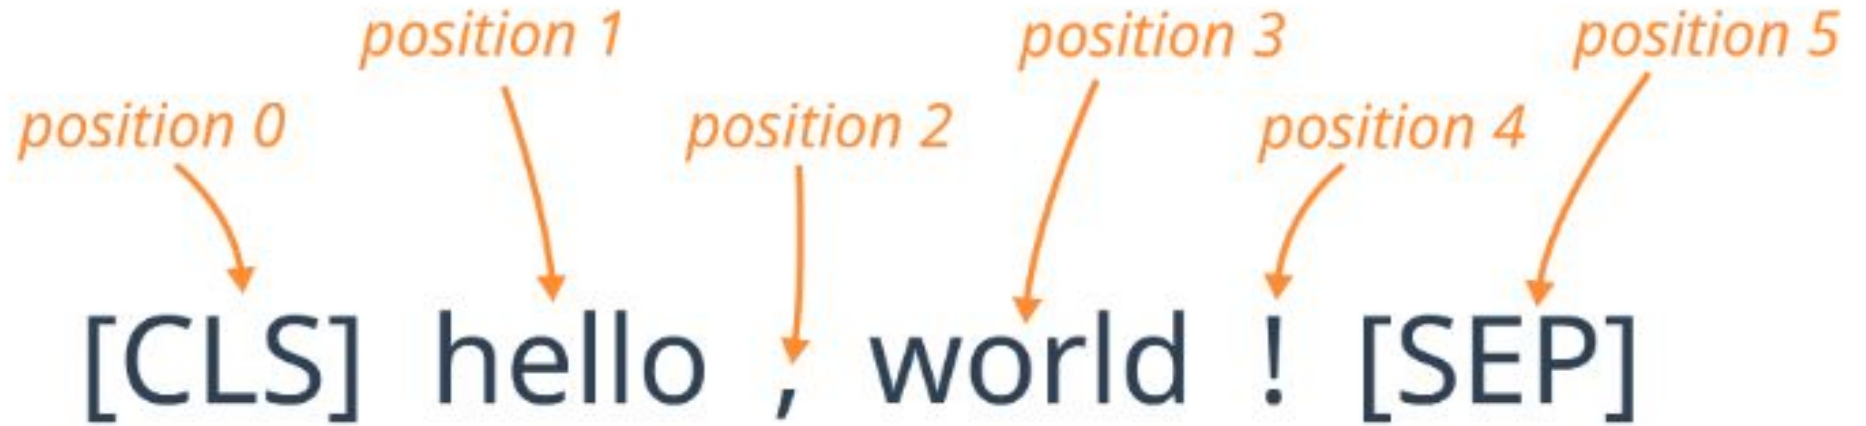 position 1 position 3 position 5
position 0 position 2 position 4
[CLS] hello , world ! [SEP]